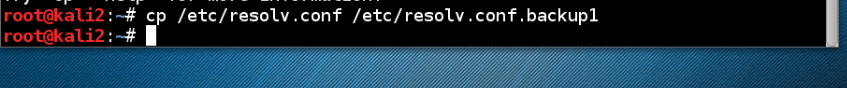 root@kali2:~# cp /etc/resolv.conf /etc/resolv.conf.backup1
root@kali2:~#